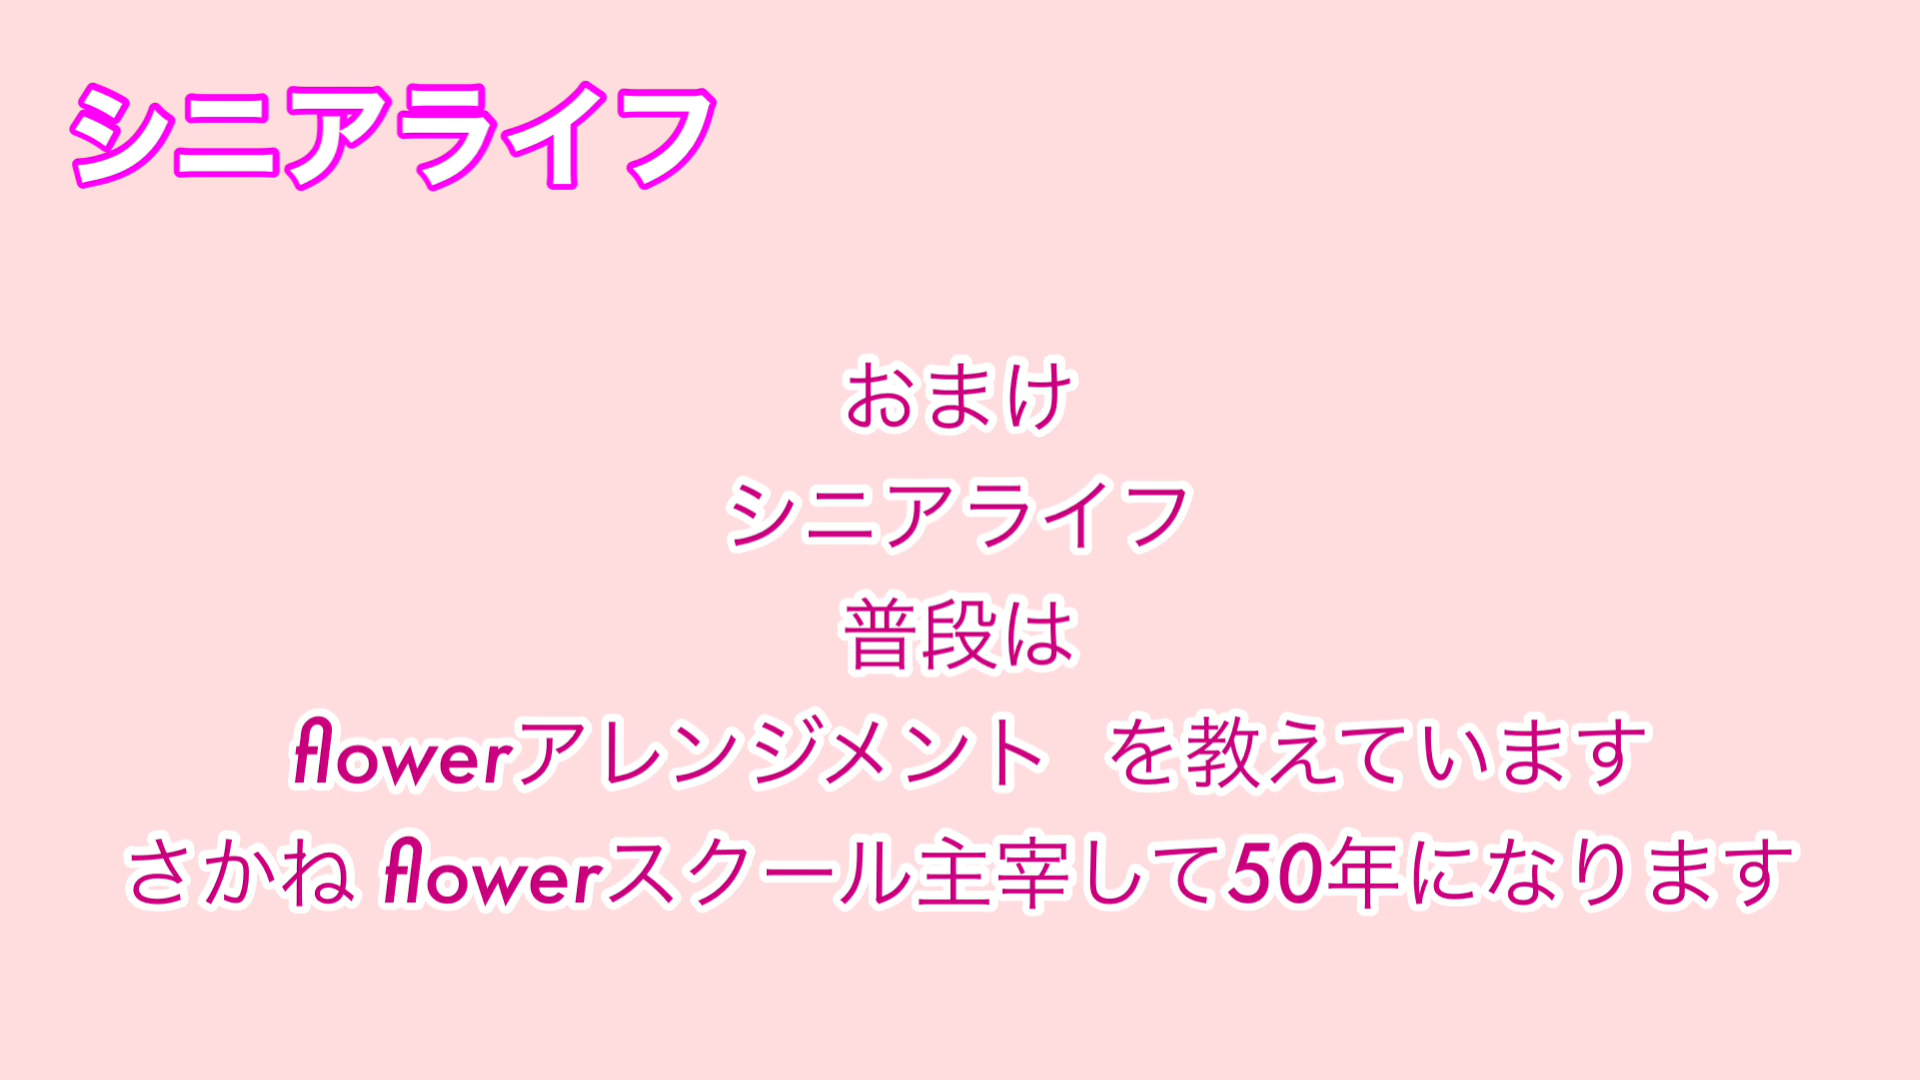 シニアライフ
おまけ
シニアライフ
普段は
flowerアレンジメント　を教えています
さかね flowerスクール主宰して50年になります